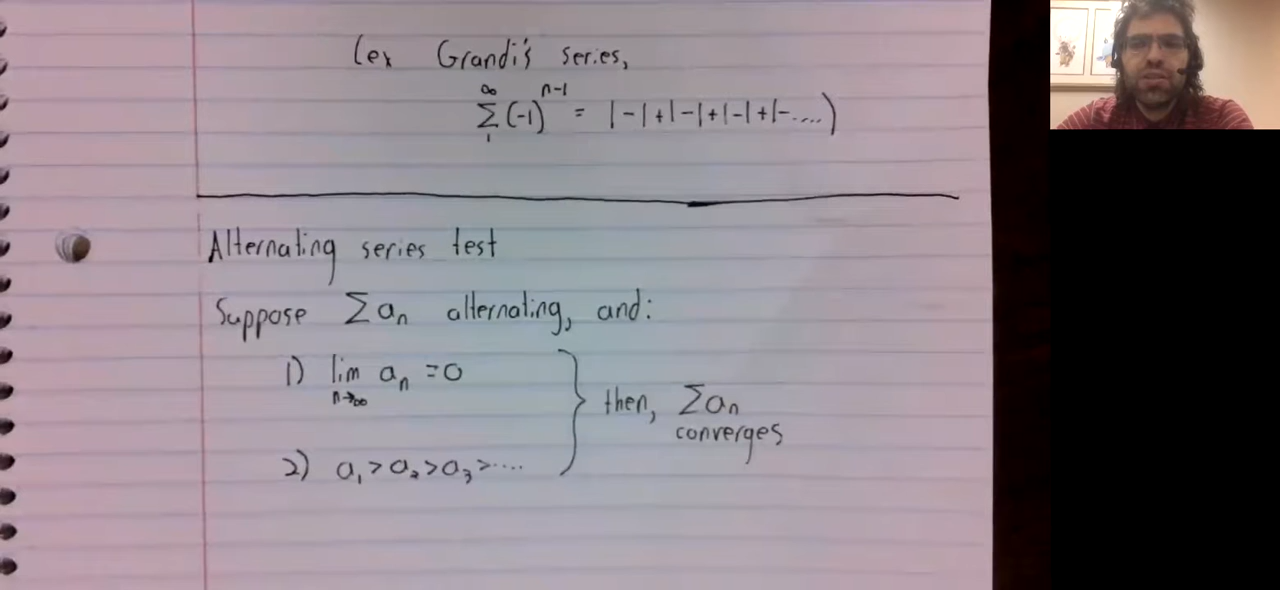 (ex Grandi's series,
∞ n-1
∑ (-1) = 1-1+1-1+1-1+1-....)
1
Alternating series test
Suppose ∑ aₙ alternating, and:
1) lim aₙ =0
n→∞
then, ∑aₙ
converges
2) a₁>a₂>a₃>....